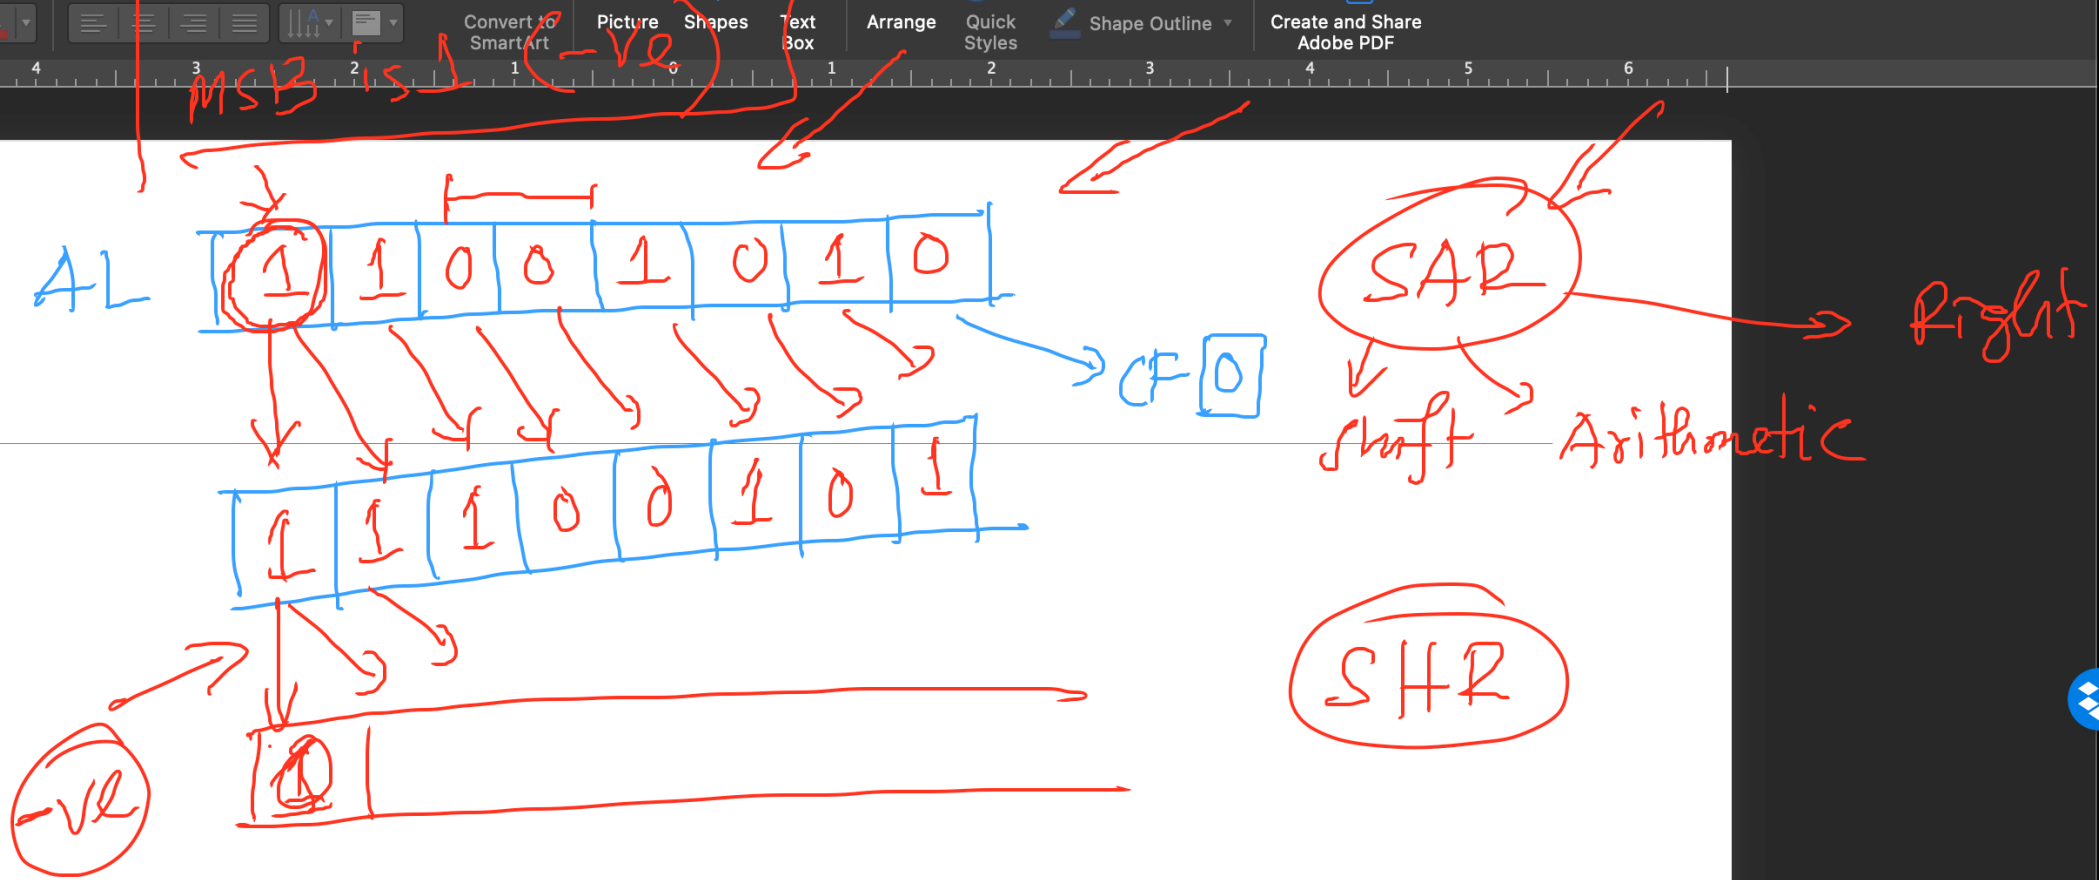 Convert to SmartArt
Picture
Shapes
Text Box
Arrange
Quick Styles
Shape Outline
Create and Share Adobe PDF
4 3 2 1 0 1 2 3 4 5 6
MSB is 1 (-ve)
AL 1 1 0 0 1 0 1 0
SAR
Right
CF 0
Shift Arithmetic
1 1 1 0 0 1 0 1
SHR
-ve
1